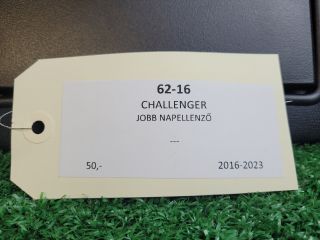 62-16
CHALLENGER
JOBB NAPELLENZŐ
---
50,- 2016-2023